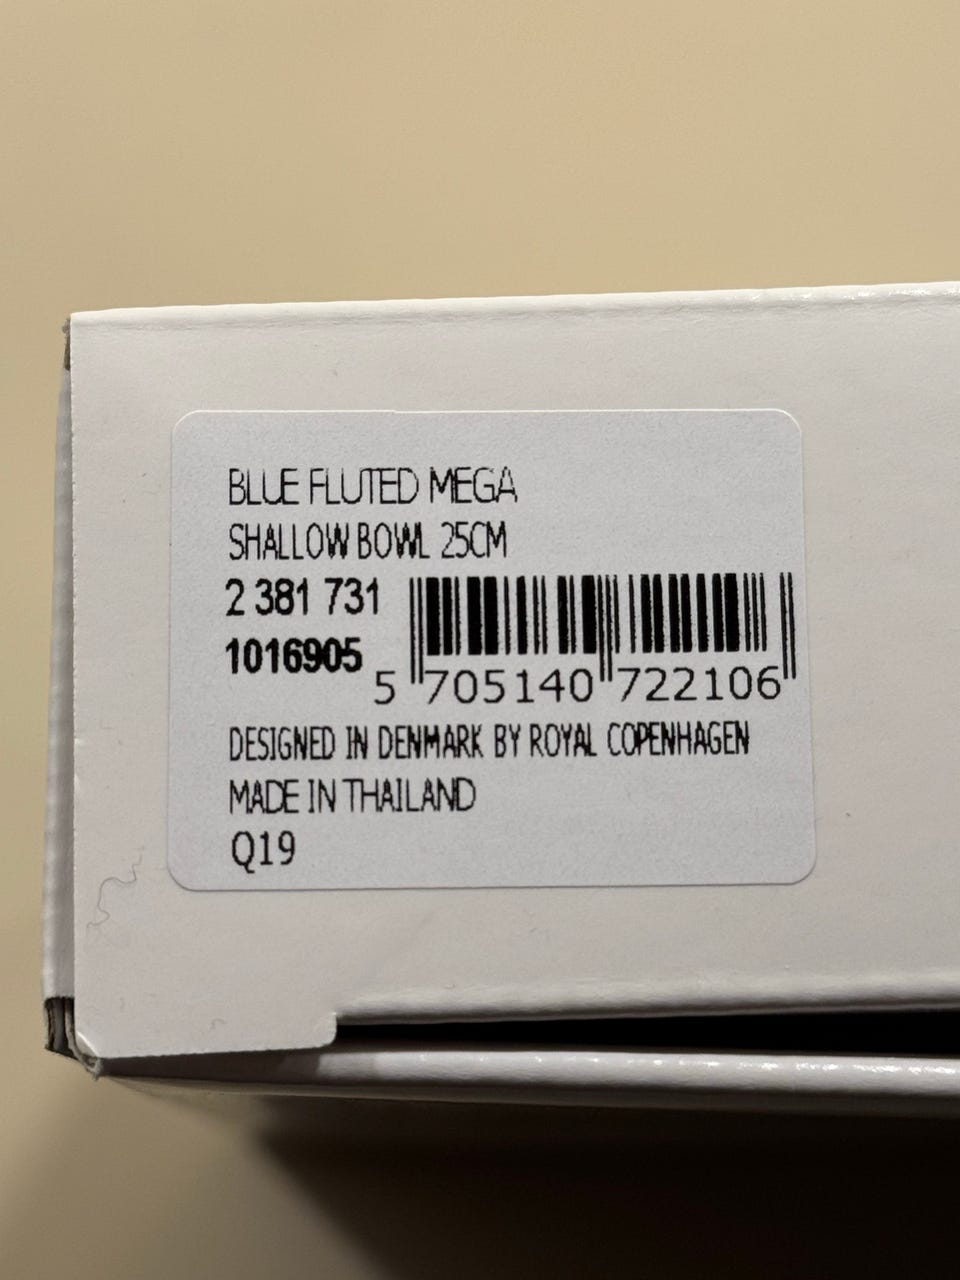 BLUE FLUTED MEGA
SHALLOW BOWL 25CM
2 381 731
1016905
5 705140 722106
DESIGNED IN DENMARK BY ROYAL COPENHAGEN
MADE IN THAILAND
Q19